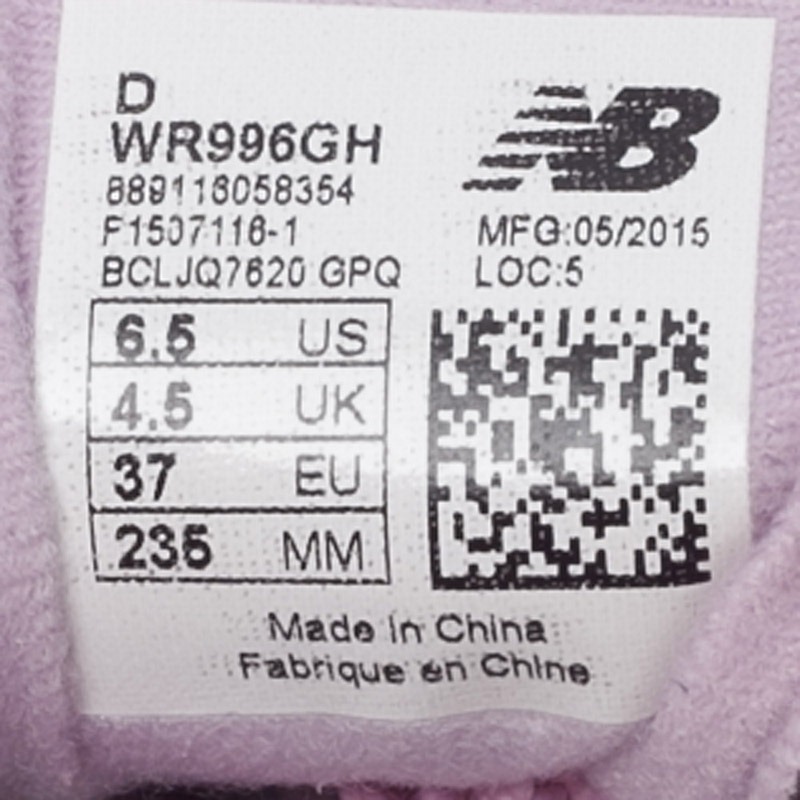 D
WR996GH
NB
889116058354
F1507116-1
MFG:05/2015
BCLJQ7620 GPQ
LOC:5
6.5 US
4.5 UK
37 EU
235 MM
Made in China
Fabrique en Chine